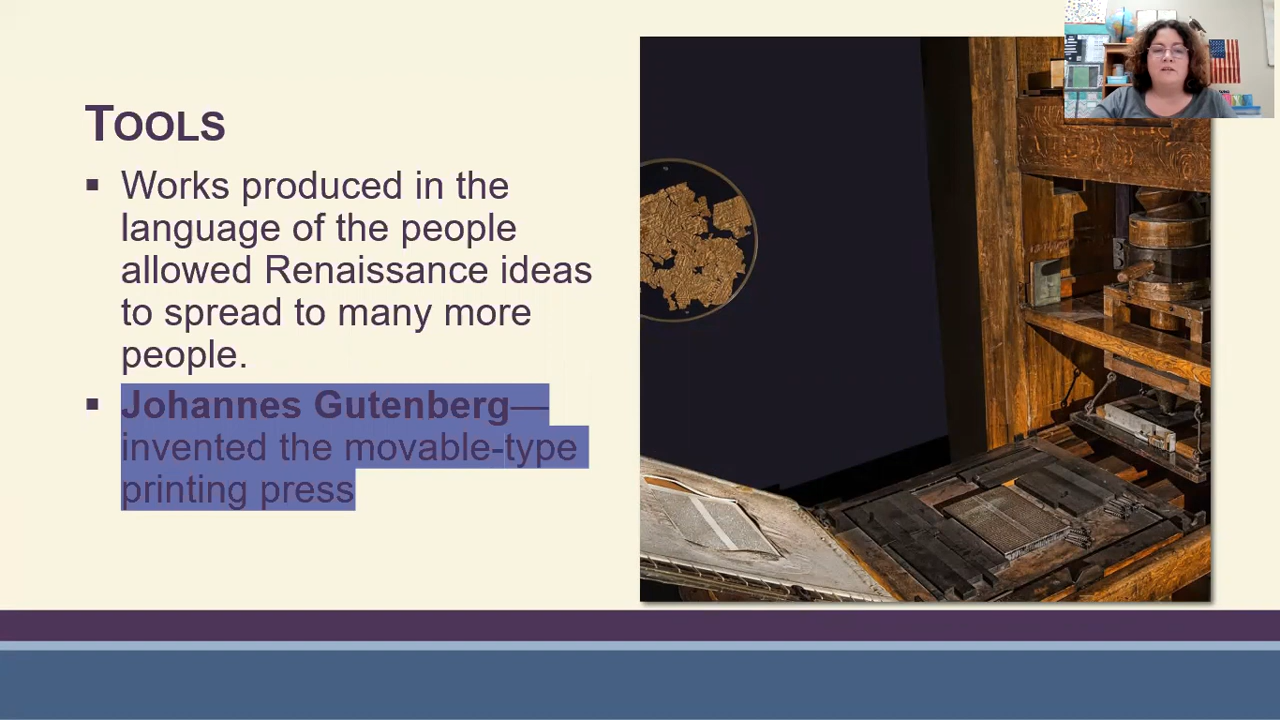 TOOLS
▪ Works produced in the
language of the people
allowed Renaissance ideas
to spread to many more
people.
▪ Johannes Gutenberg—
invented the movable-type
printing press